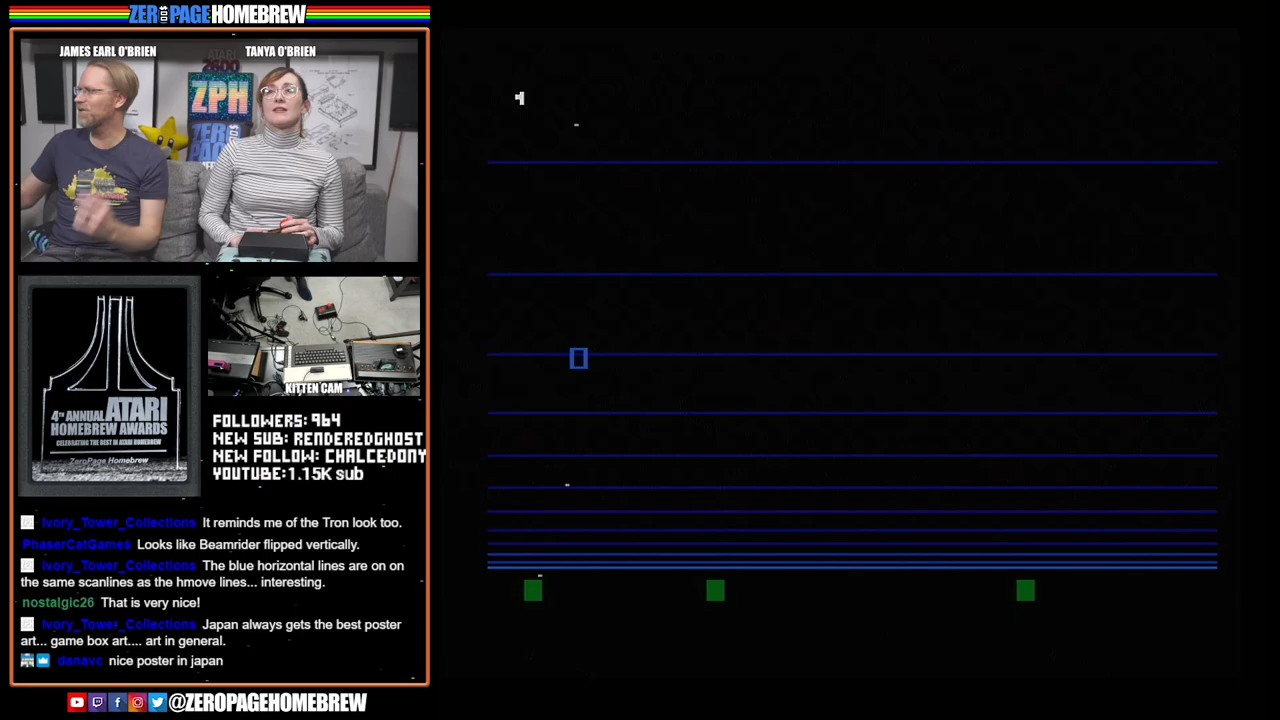 ZEROPAGE HOMEBREW
JAMES EARL O'BRIEN
TANYA O'BRIEN
ATARI
2600
ZPH
ZERO
KITTEN CAM
4TH ANNUAL ATARI
HOMEBREW AWARDS
CELEBRATING THE BEST IN ATARI HOMEBREW
ZeroPage Homebrew
FOLLOWERS: 964
NEW SUB: RENDEREDGHOST
NEW FOLLOW: CHALCEDONY
YOUTUBE:1.15K sub
Ivory_Tower_Collections It reminds me of the Tron look too.
PhaserCatGames Looks like Beamrider flipped vertically.
Ivory_Tower_Collections The blue horizontal lines are on on
the same scanlines as the hmove lines... interesting.
nostalgic26 That is very nice!
Ivory_Tower_Collections Japan always gets the best poster
art... game box art.... art in general.
danavc nice poster in japan
@ZEROPAGEHOMEBREW